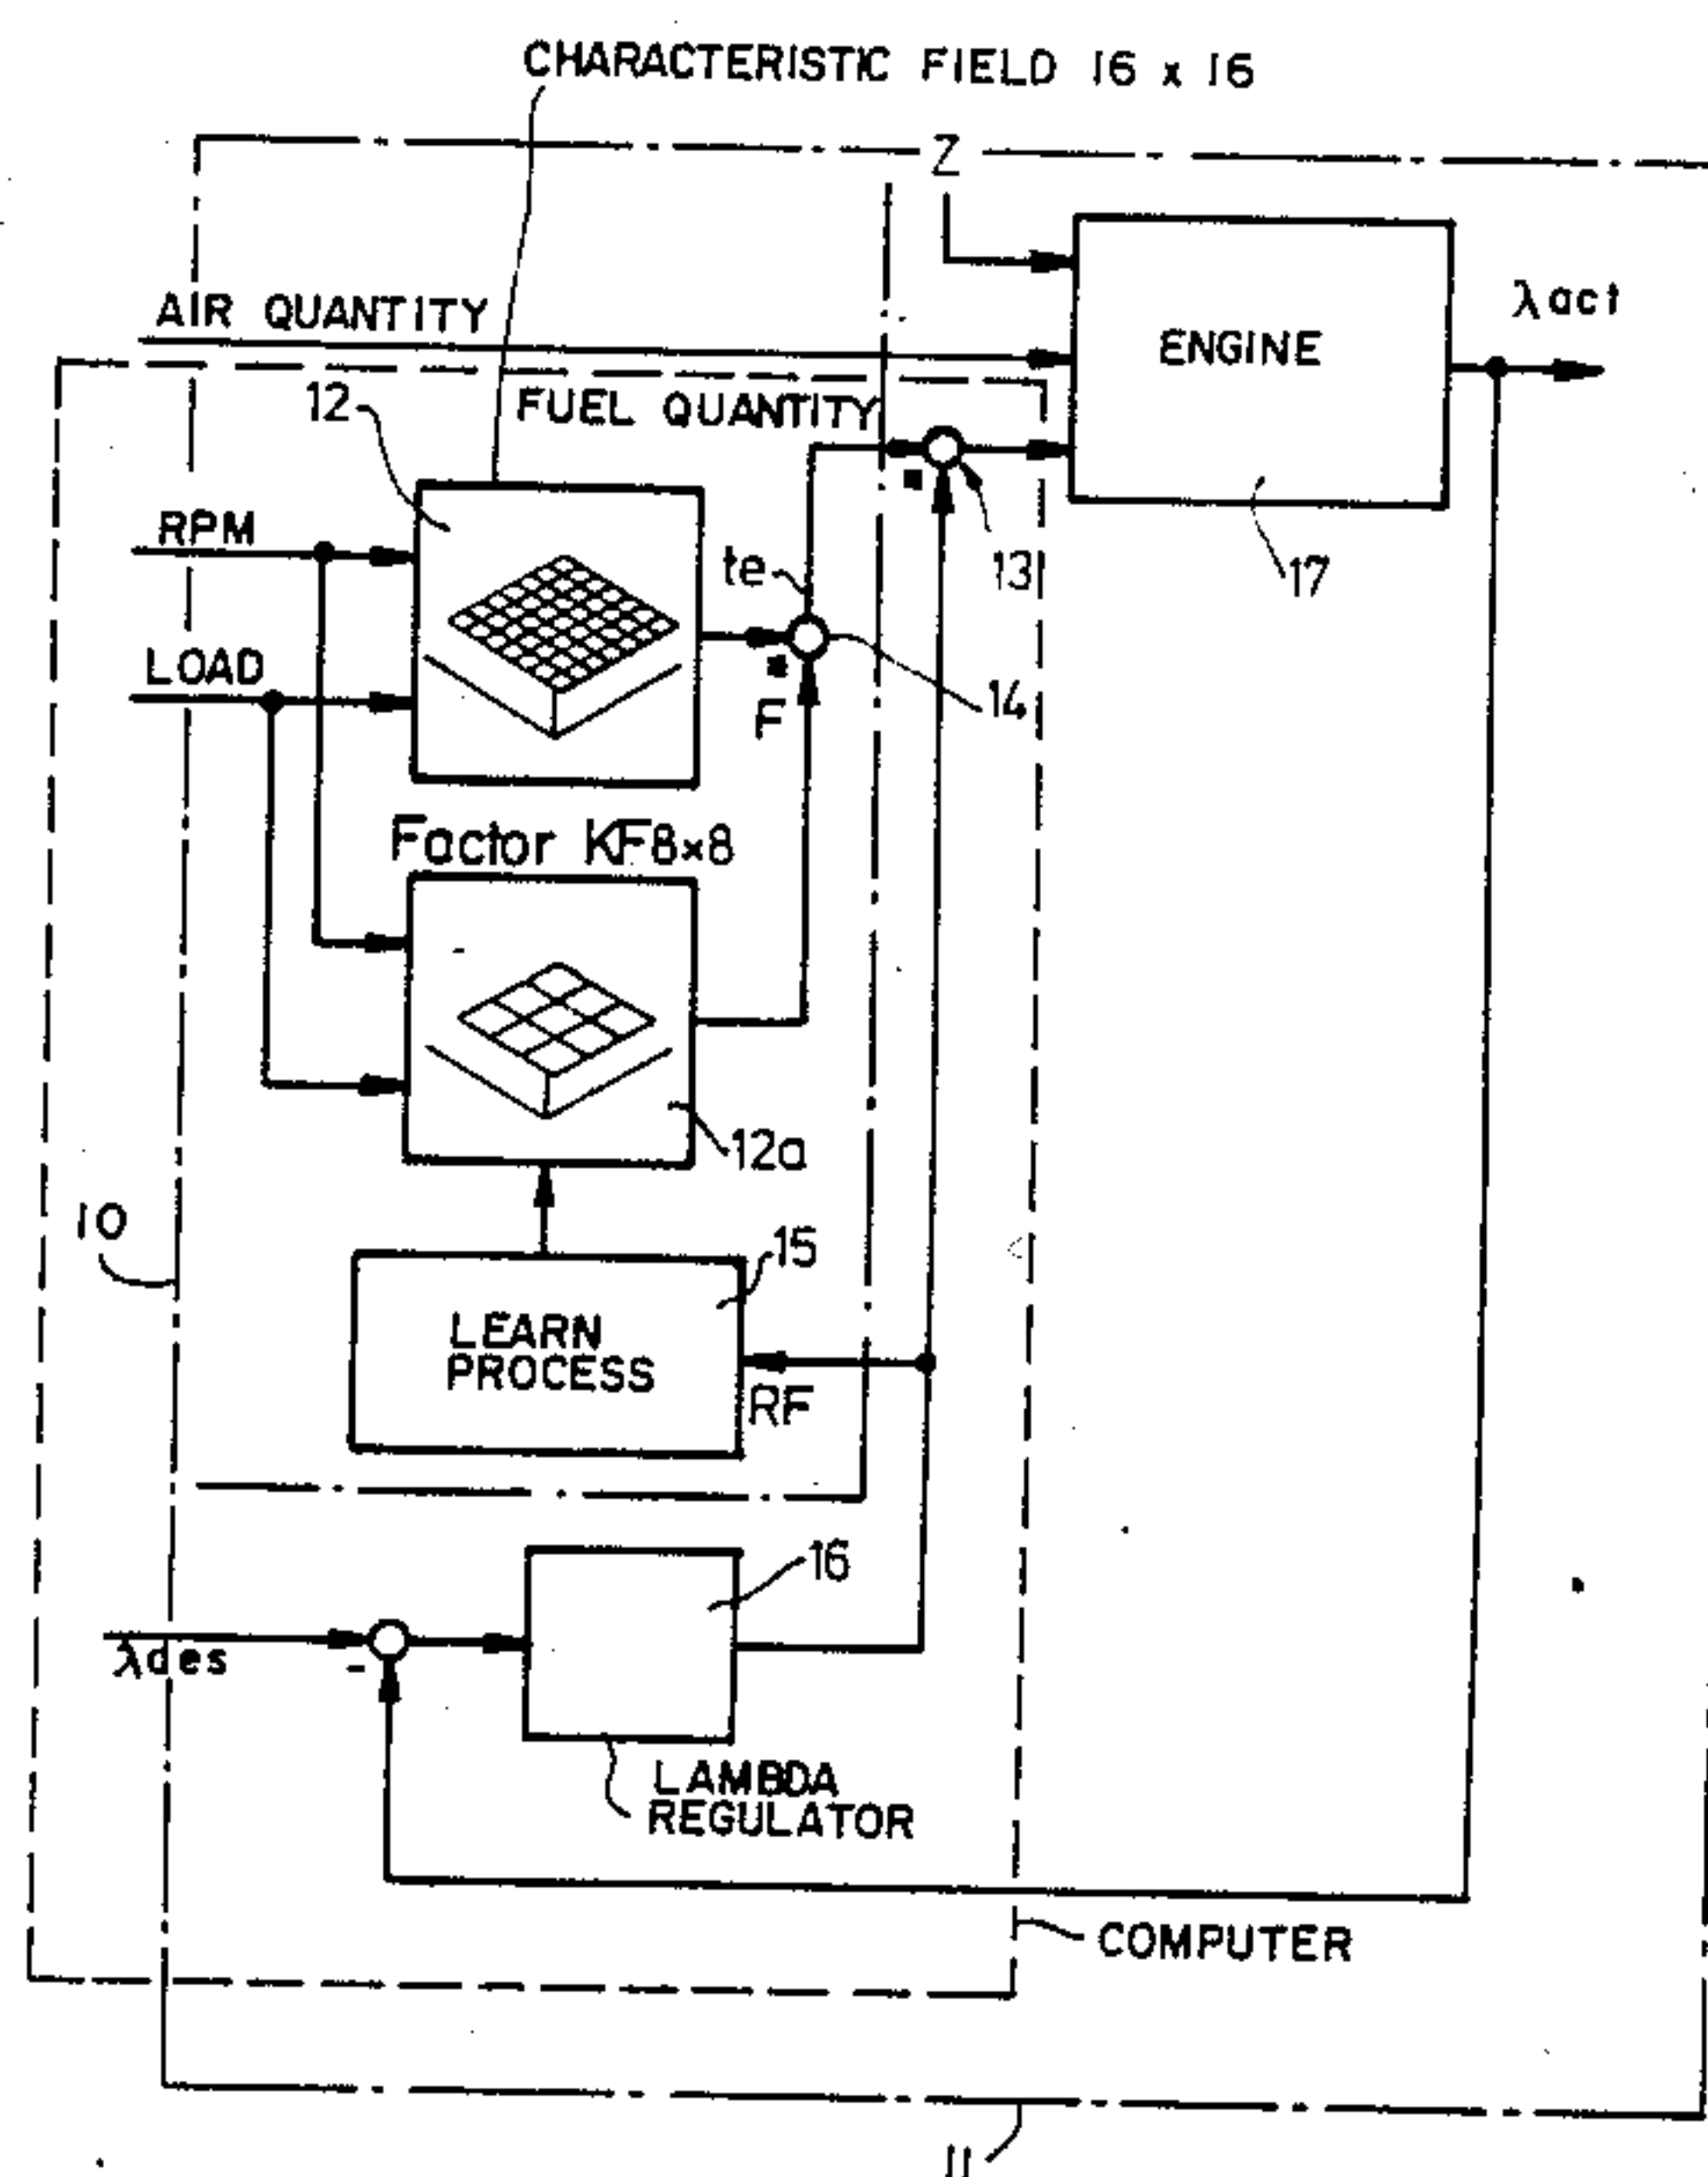 CHARACTERISTIC FIELD 16 x 16
Z
AIR QUANTITY
ENGINE
λact
12
FUEL QUANTITY
RPM
te
13
17
LOAD
F
14
Factor KF8x8
12a
10
15
LEARN
PROCESS
RF
16
λdes
-
LAMBDA
REGULATOR
COMPUTER
11